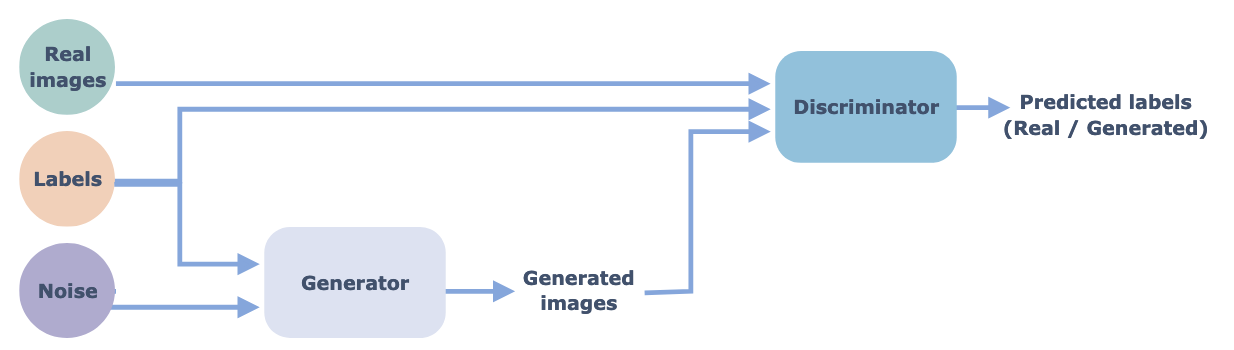 Real
images
Labels
Noise
Generator
Generated
images
Discriminator
Predicted labels
(Real / Generated)